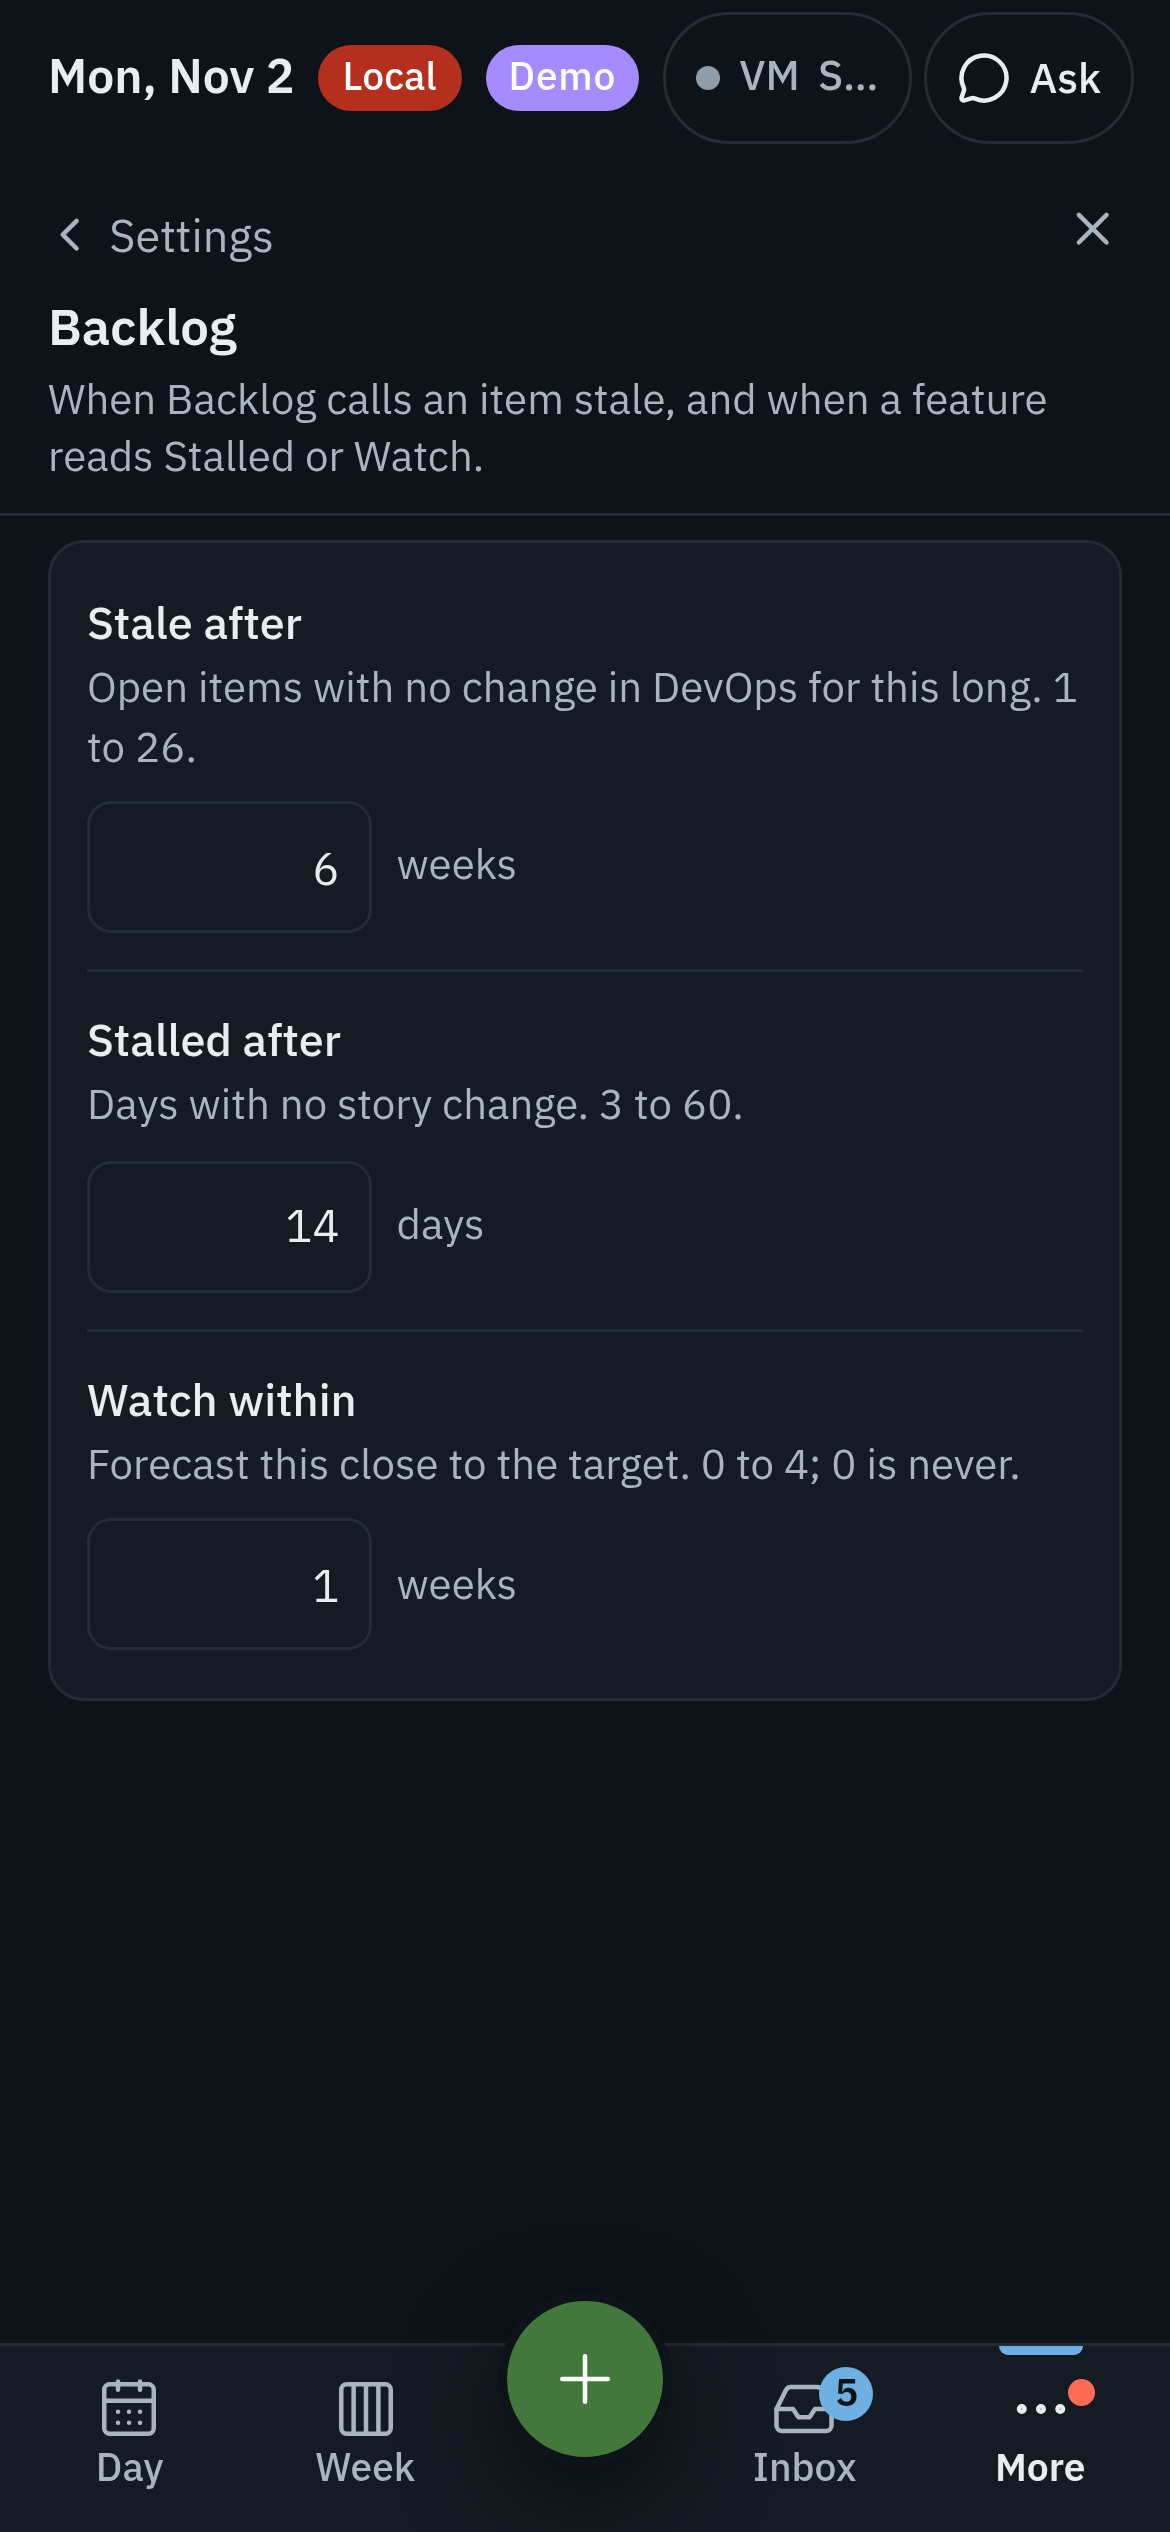 Mon, Nov 2 Local Demo VM S... Ask
Settings
Backlog
When Backlog calls an item stale, and when a feature
reads Stalled or Watch.
Stale after
Open items with no change in DevOps for this long. 1
to 26.
6 weeks
Stalled after
Days with no story change. 3 to 60.
14 days
Watch within
Forecast this close to the target. 0 to 4; 0 is never.
1 weeks
5
Day Week Inbox More